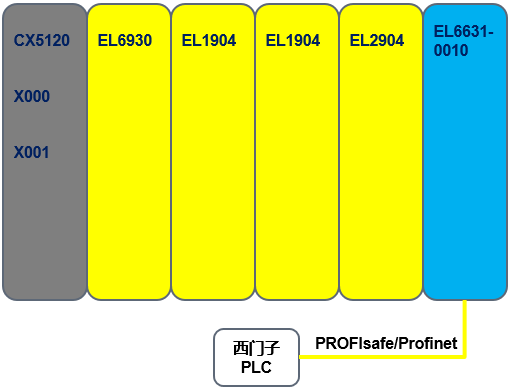 CX5120
X000
X001
EL6930
EL1904
EL1904
EL2904
EL6631-
0010
西门子
PLC
PROFIsafe/Profinet